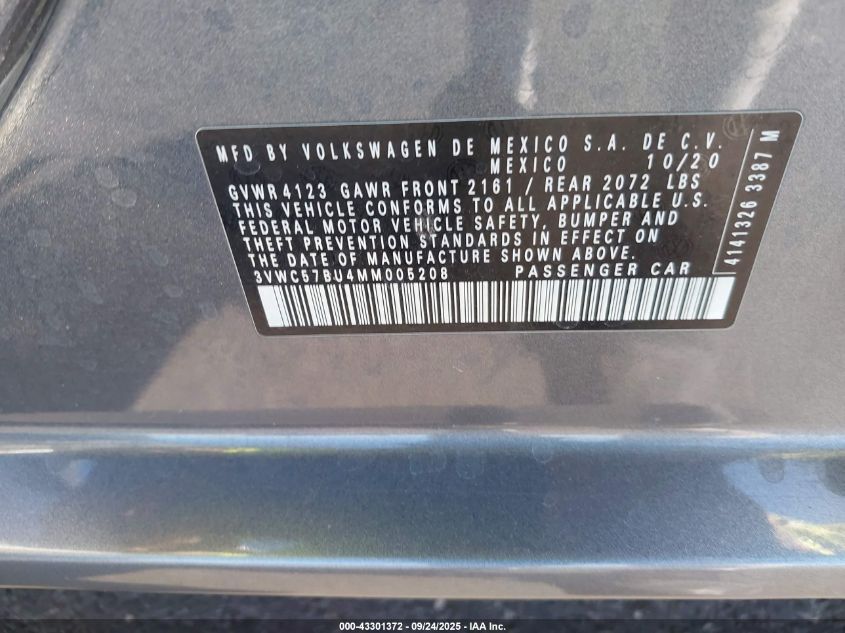 MFD BY VOLKSWAGEN DE MEXICO S.A. DE C.V.
MEXICO 10/20
GVWR 4123 GAWR FRONT 2161 / REAR 2072 LBS
THIS VEHICLE CONFORMS TO ALL APPLICABLE U.S.
FEDERAL MOTOR VEHICLE SAFETY, BUMPER AND
THEFT PREVENTION STANDARDS IN EFFECT ON
THE DATE OF MANUFACTURE SHOWN ABOVE.
3VWC57BU4MM005208 PASSENGER CAR
4141326 3387 M
000-43301372 - 09/24/2025 - IAA Inc.